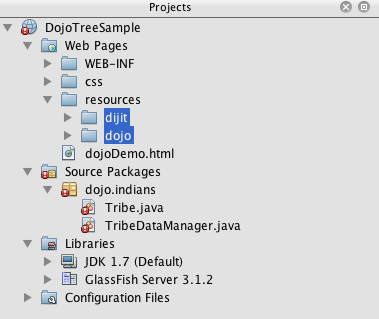 Projects
DojoTreeSample
Web Pages
WEB-INF
css
resources
dijit
dojo
dojoDemo.html
Source Packages
dojo.indians
Tribe.java
TribeDataManager.java
Libraries
JDK 1.7 (Default)
GlassFish Server 3.1.2
Configuration Files